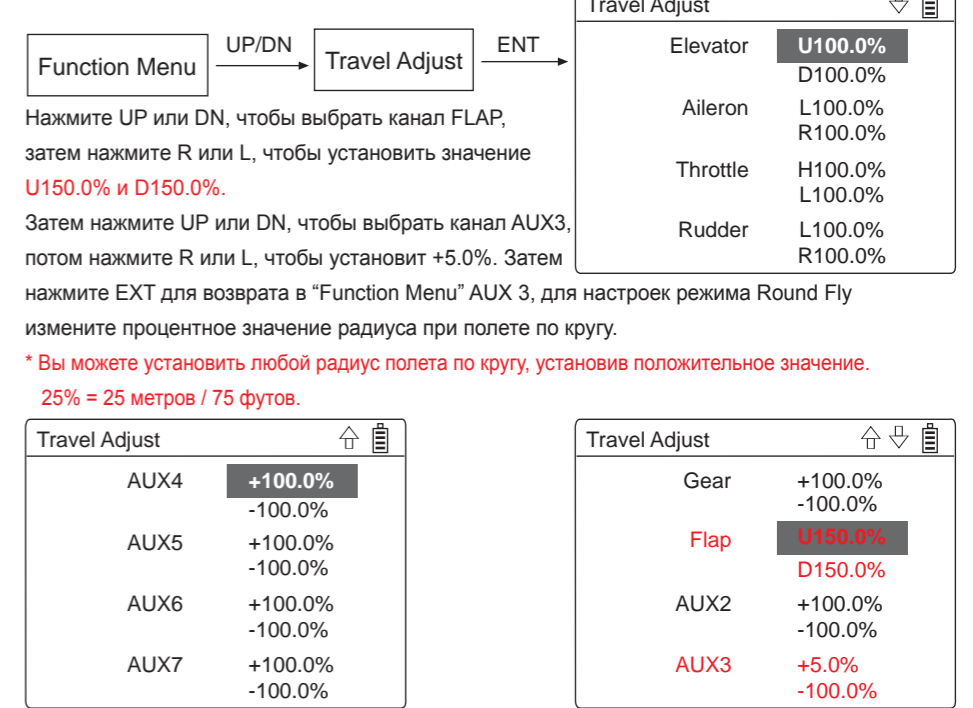 Travel Adjust
Function Menu UP/DN Travel Adjust ENT
Elevator U100.0%
D100.0%
Aileron L100.0%
R100.0%
Throttle H100.0%
L100.0%
Rudder L100.0%
R100.0%
Нажмите UP или DN, чтобы выбрать канал FLAP,
затем нажмите R или L, чтобы установить значение
U150.0% и D150.0%.
Затем нажмите UP или DN, чтобы выбрать канал AUX3,
потом нажмите R или L, чтобы установит +5.0%. Затем
нажмите EXT для возврата в “Function Menu” AUX 3, для настроек режима Round Fly
измените процентное значение радиуса при полете по кругу.
* Вы можете установить любой радиус полета по кругу, установив положительное значение.
25% = 25 метров / 75 футов.
Travel Adjust
AUX4 +100.0%
-100.0%
AUX5 +100.0%
-100.0%
AUX6 +100.0%
-100.0%
AUX7 +100.0%
-100.0%
Travel Adjust
Gear +100.0%
-100.0%
Flap U150.0%
D150.0%
AUX2 +100.0%
-100.0%
AUX3 +5.0%
-100.0%